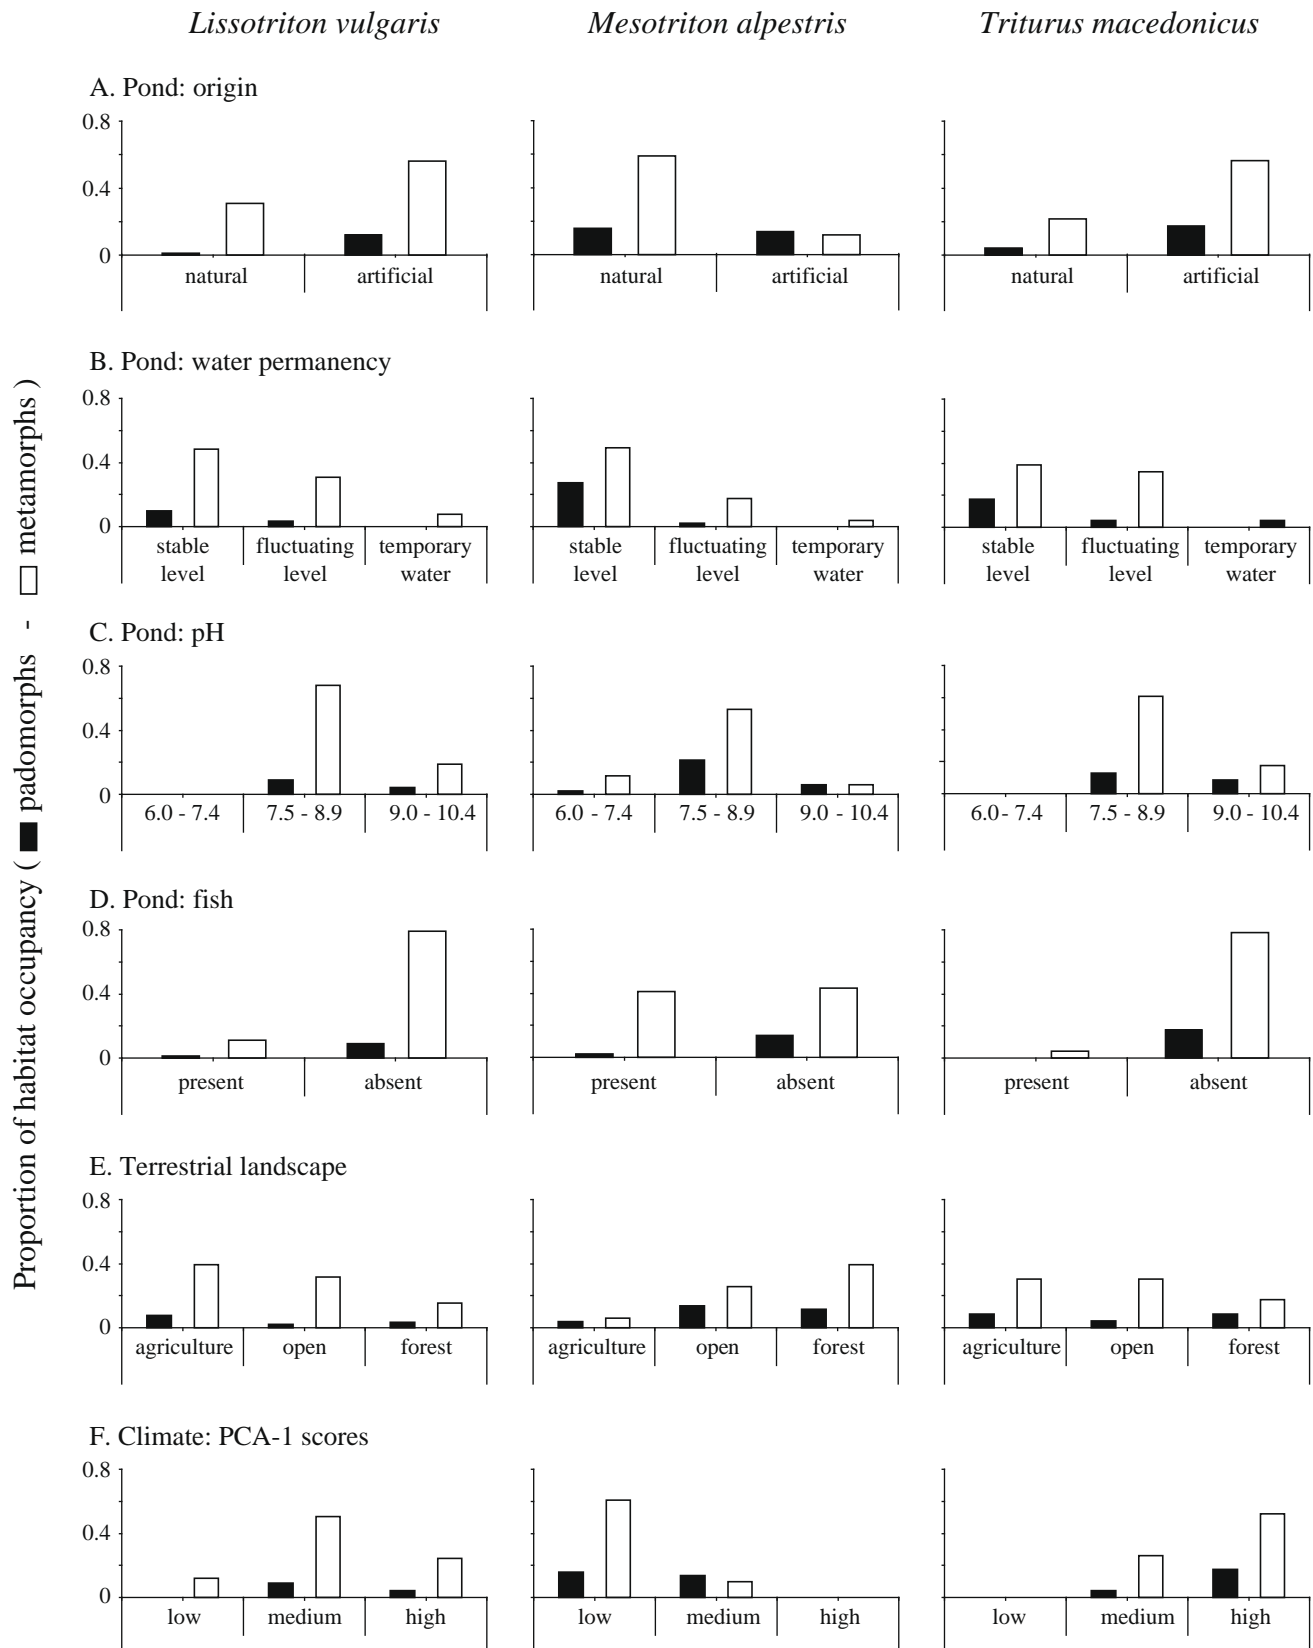 Lissotriton vulgaris Mesotriton alpestris Triturus macedonicus
Proportion of habitat occupancy ( padomorphs - metamorphs )
A. Pond: origin
0.8
0.4
0
natural artificial natural artificial natural artificial
B. Pond: water permanency
0.8
0.4
0
stable fluctuating temporary stable fluctuating temporary stable fluctuating temporary
level level water level level water level level water
C. Pond: pH
0.8
0.4
0
6.0 - 7.4 7.5 - 8.9 9.0 - 10.4 6.0 - 7.4 7.5 - 8.9 9.0 - 10.4 6.0 - 7.4 7.5 - 8.9 9.0 - 10.4
D. Pond: fish
0.8
0.4
0
present absent present absent present absent
E. Terrestrial landscape
0.8
0.4
0
agriculture open forest agriculture open forest agriculture open forest
F. Climate: PCA-1 scores
0.8
0.4
0
low medium high low medium high low medium high